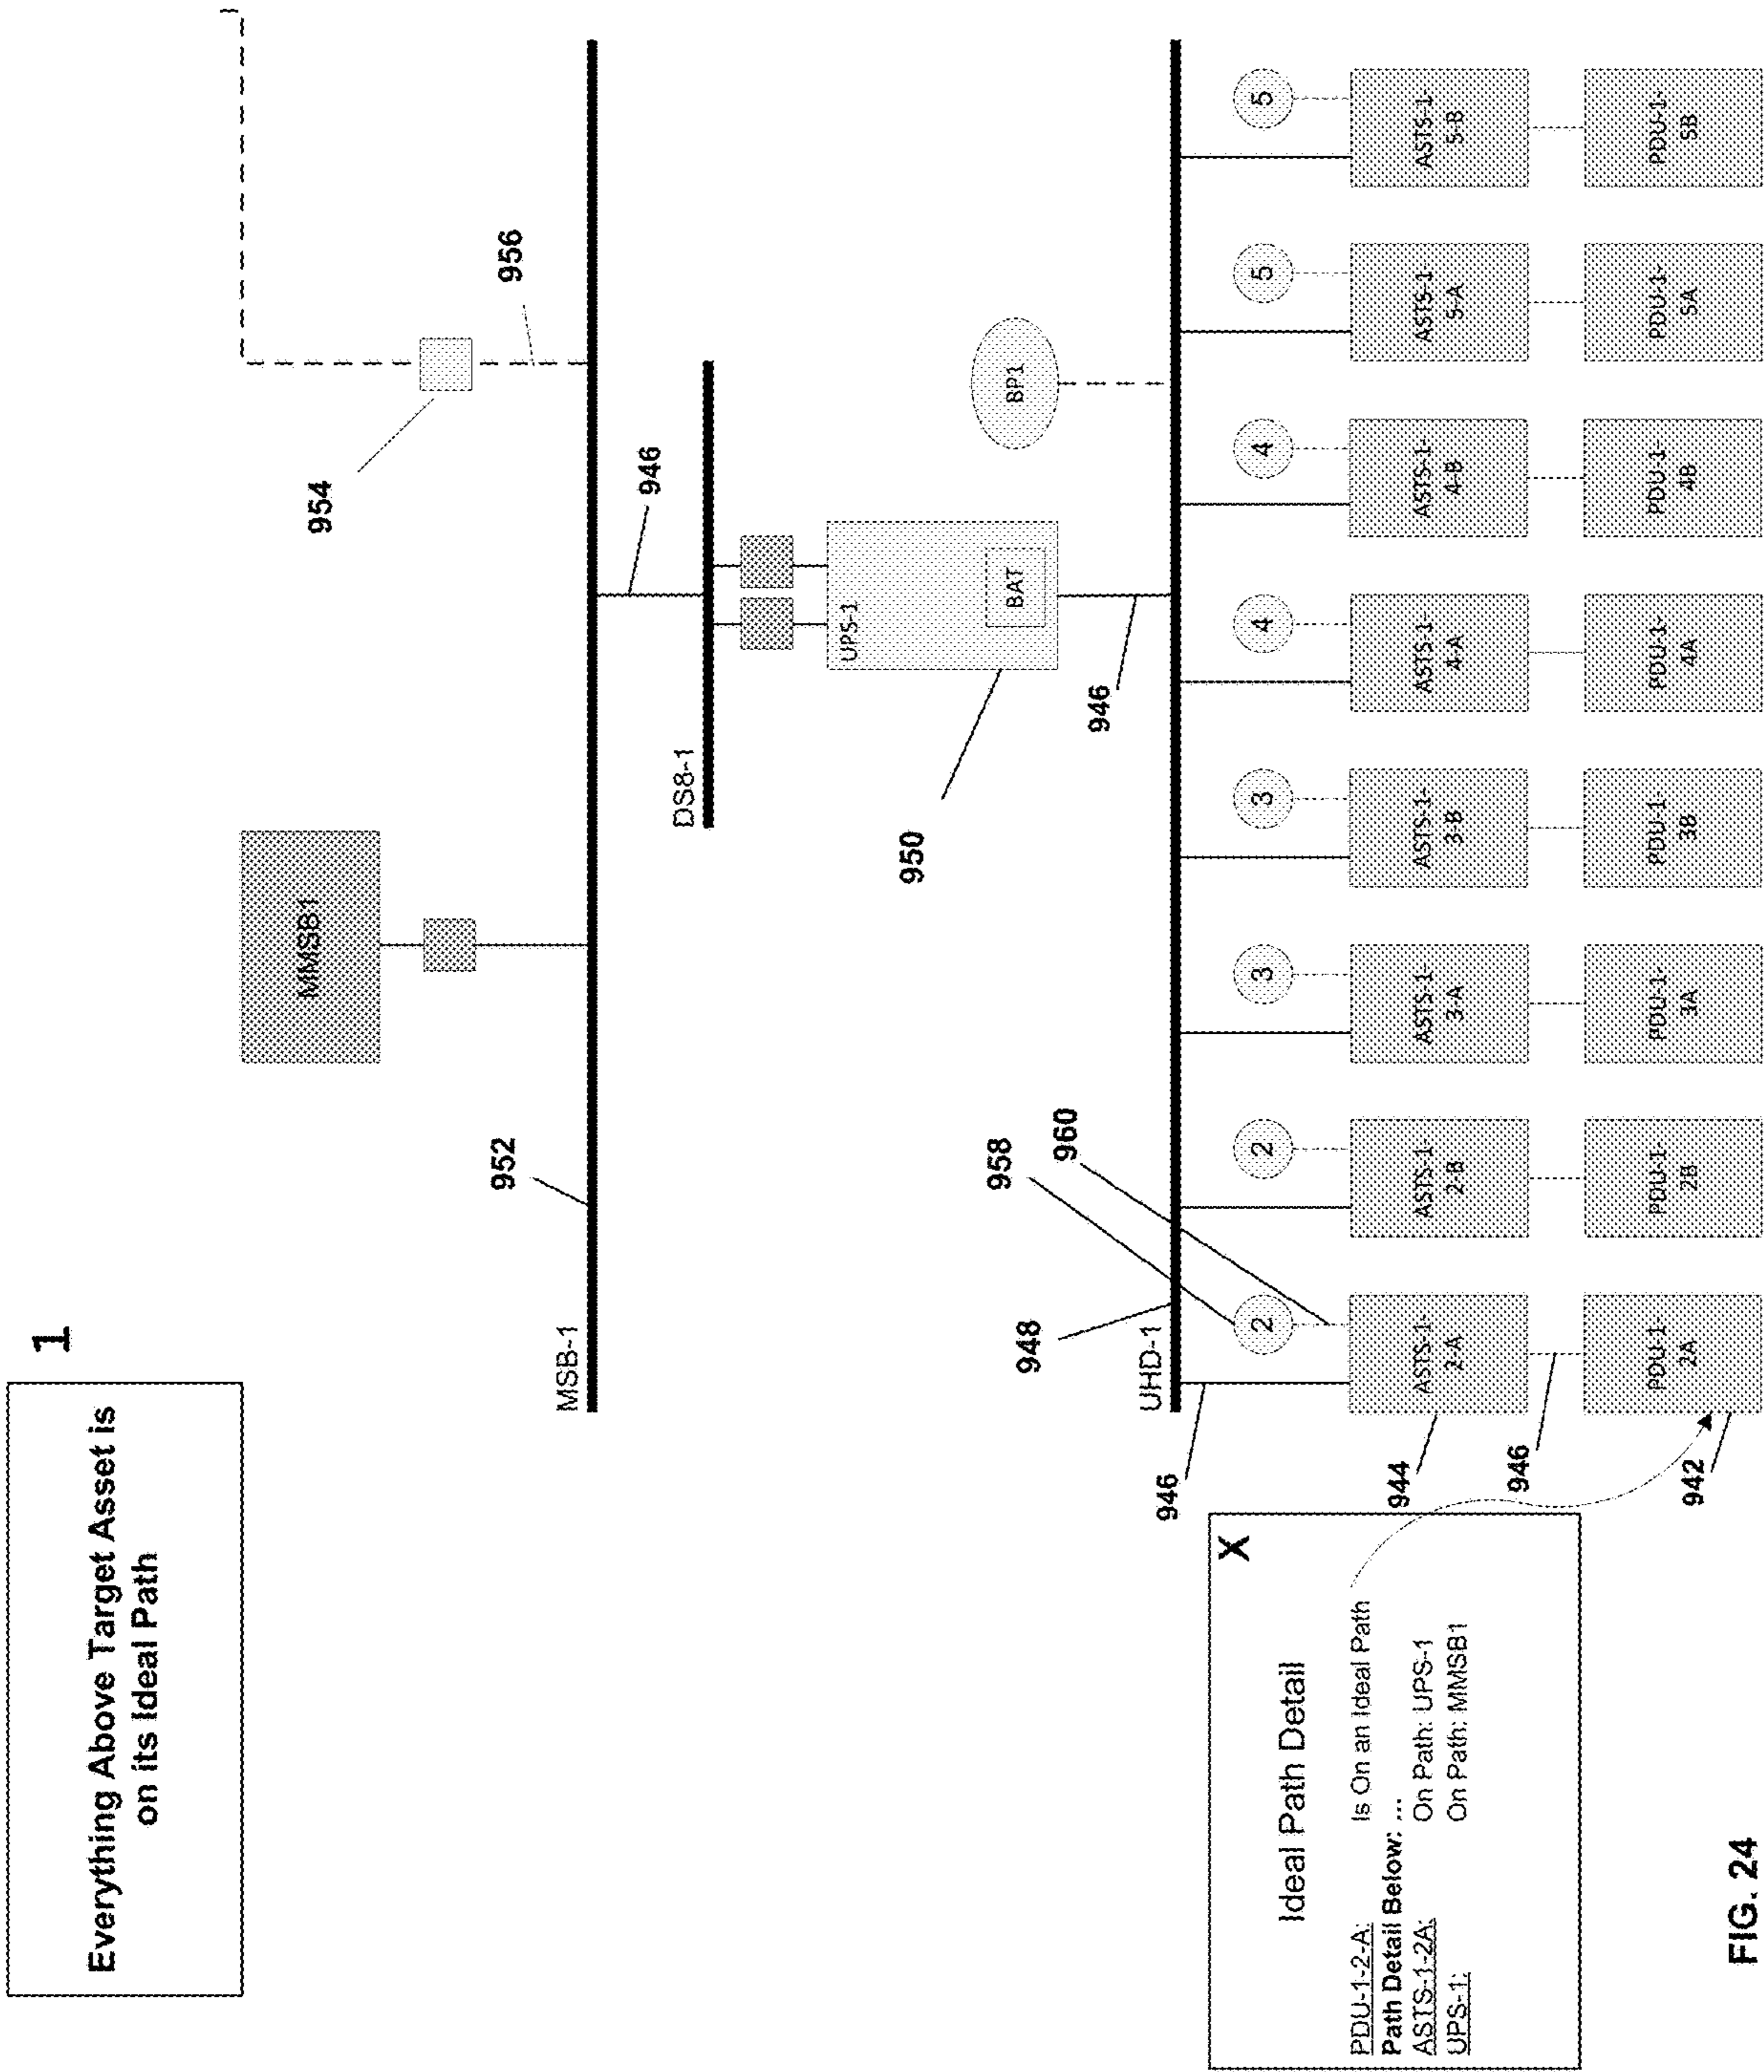 1
Everything Above Target Asset is
on its Ideal Path
MMSB1
954
956
952
MSB-1
946
DS8-1
UPS-1
BAT
950
BP1
946
958
960
948
UHD-1
946
2
2
3
3
4
4
5
5
944
ASTS-1-
2-A
ASTS-1-
2-B
ASTS-1-
3-A
ASTS-1-
3-B
ASTS-1-
4-A
ASTS-1-
4-B
ASTS-1-
5-A
ASTS-1-
5-B
946
942
PDU-1
2A
PDU-1-
2B
PDU-1-
3A
PDU-1-
3B
PDU-1-
4A
PDU-1-
4B
PDU-1-
5A
PDU-1-
5B
X
Ideal Path Detail
PDU-1-2-A: Is On an Ideal Path
Path Detail Below: ...
ASTS-1-2A: On Path: UPS-1
UPS-1: On Path: MMSB1
FIG. 24